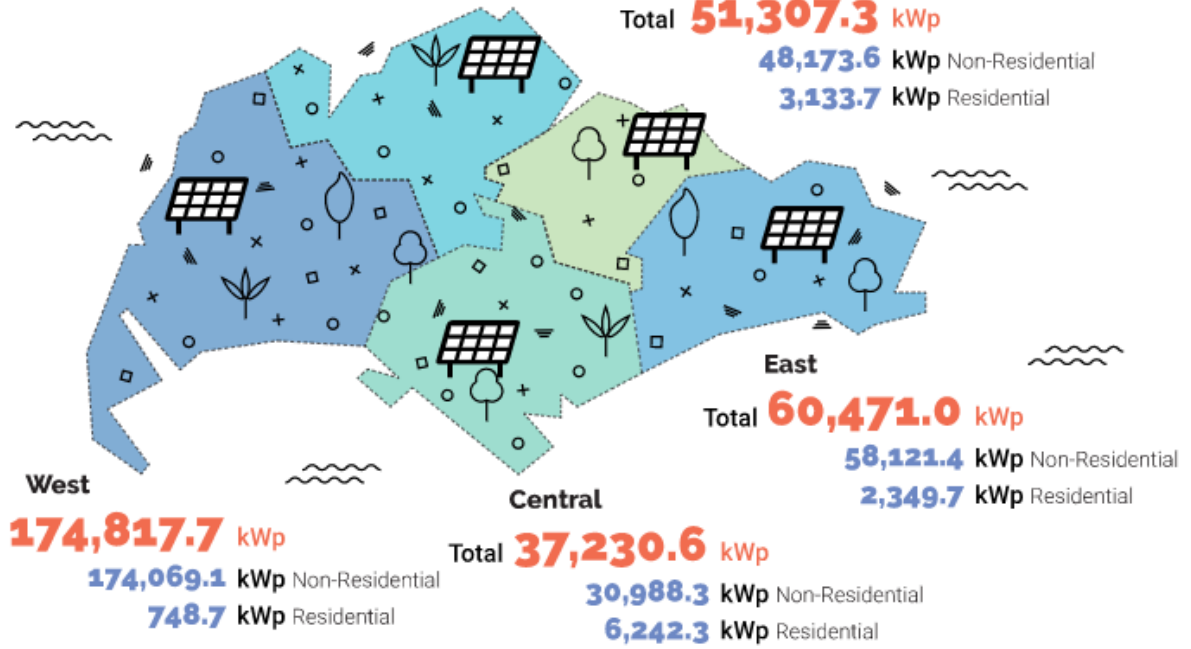 Total 51,307.3 kWp
48,173.6 kWp Non-Residential
3,133.7 kWp Residential
East
Total 60,471.0 kWp
58,121.4 kWp Non-Residential
2,349.7 kWp Residential
West
174,817.7 kWp
174,069.1 kWp Non-Residential
748.7 kWp Residential
Central
Total 37,230.6 kWp
30,988.3 kWp Non-Residential
6,242.3 kWp Residential